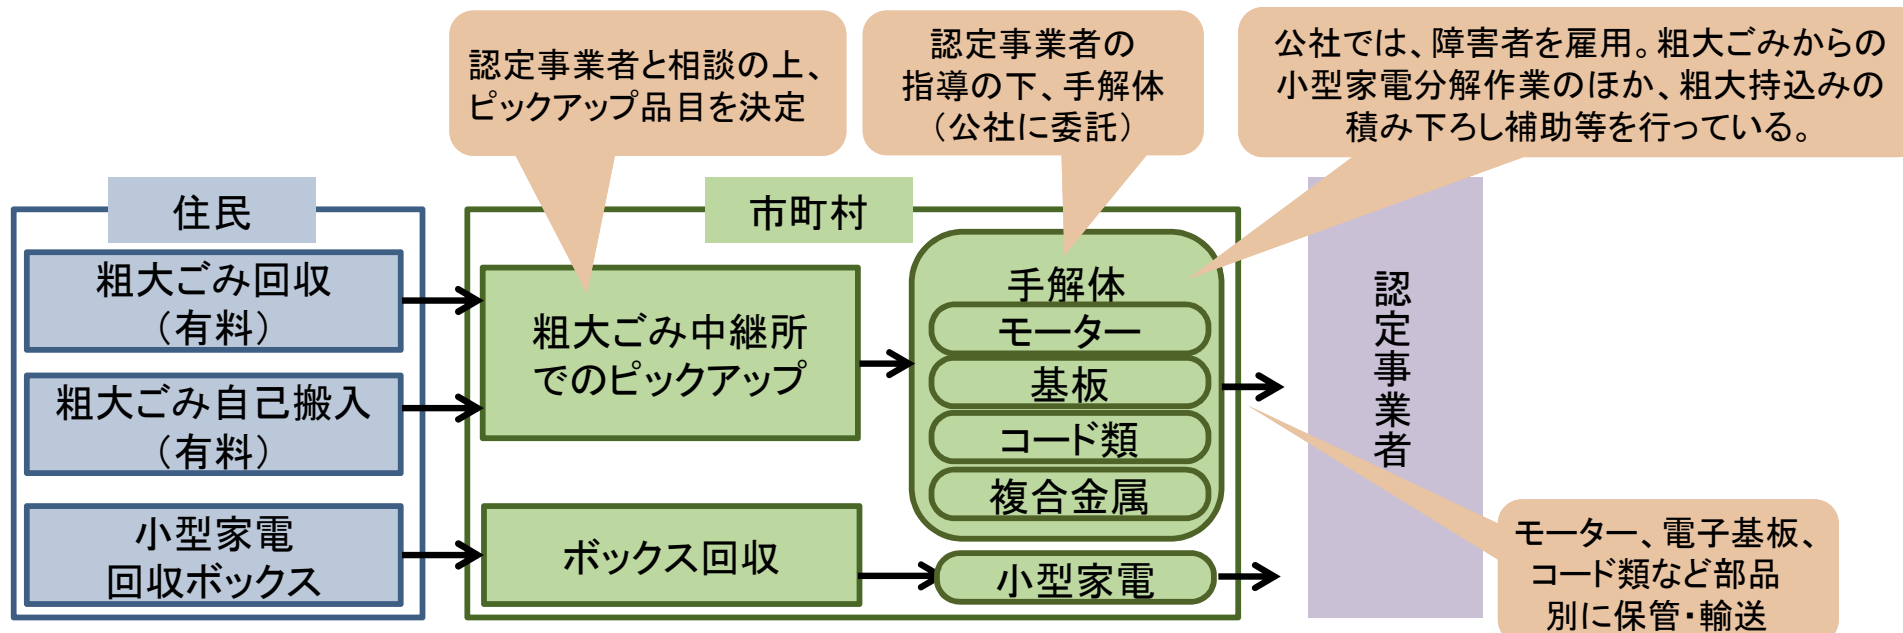 認定事業者と相談の上、
ピックアップ品目を決定
認定事業者の
指導の下、手解体
（公社に委託）
公社では、障害者を雇用。粗大ごみからの
小型家電分解作業のほか、粗大持込みの
積み下ろし補助等を行っている。
住民
粗大ごみ回収
（有料）
粗大ごみ自己搬入
（有料）
小型家電
回収ボックス
市町村
粗大ごみ中継所
でのピックアップ
ボックス回収
手解体
モーター
基板
コード類
複合金属
小型家電
認定事業者
モーター、電子基板、
コード類など部品
別に保管・輸送